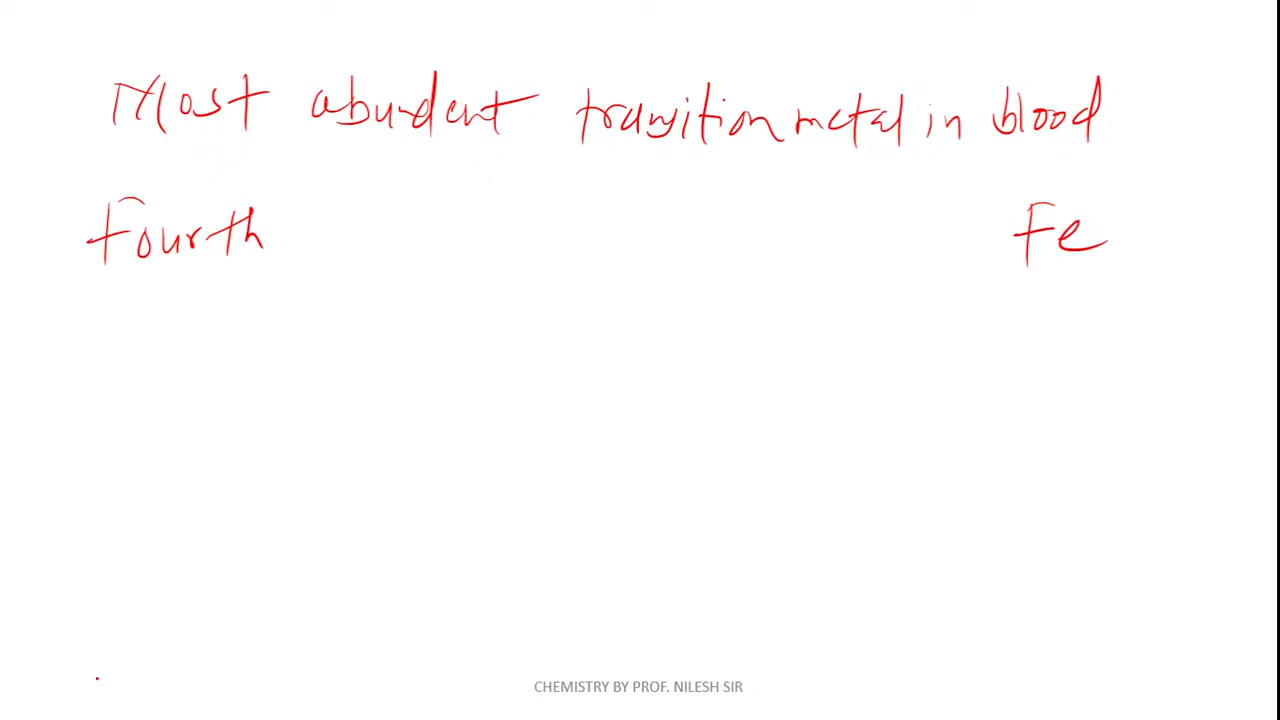 Most abundent transition metal in blood
Fourth Fe
CHEMISTRY BY PROF. NILESH SIR